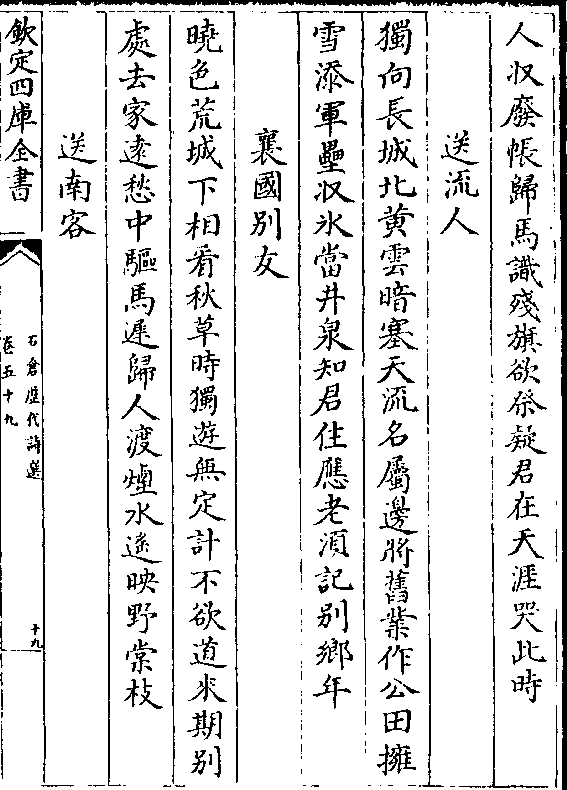 人収廢帳歸馬識殘旗欲祭疑君在天涯哭此時
送流人
獨向長城北黄雲暗塞天流名屬邊將舊業作公田擁
雪添軍壘収氷當井泉知君住應老湏記别鄉年
襄國别友
曉色荒城下相看秋草時獨遊無定計不欲道来期别
處去家逺愁中驅馬遲歸人渡煙水遥映野棠枝
送南客
欽定四庫全書
石倉歴代詩選
卷五十九
十九